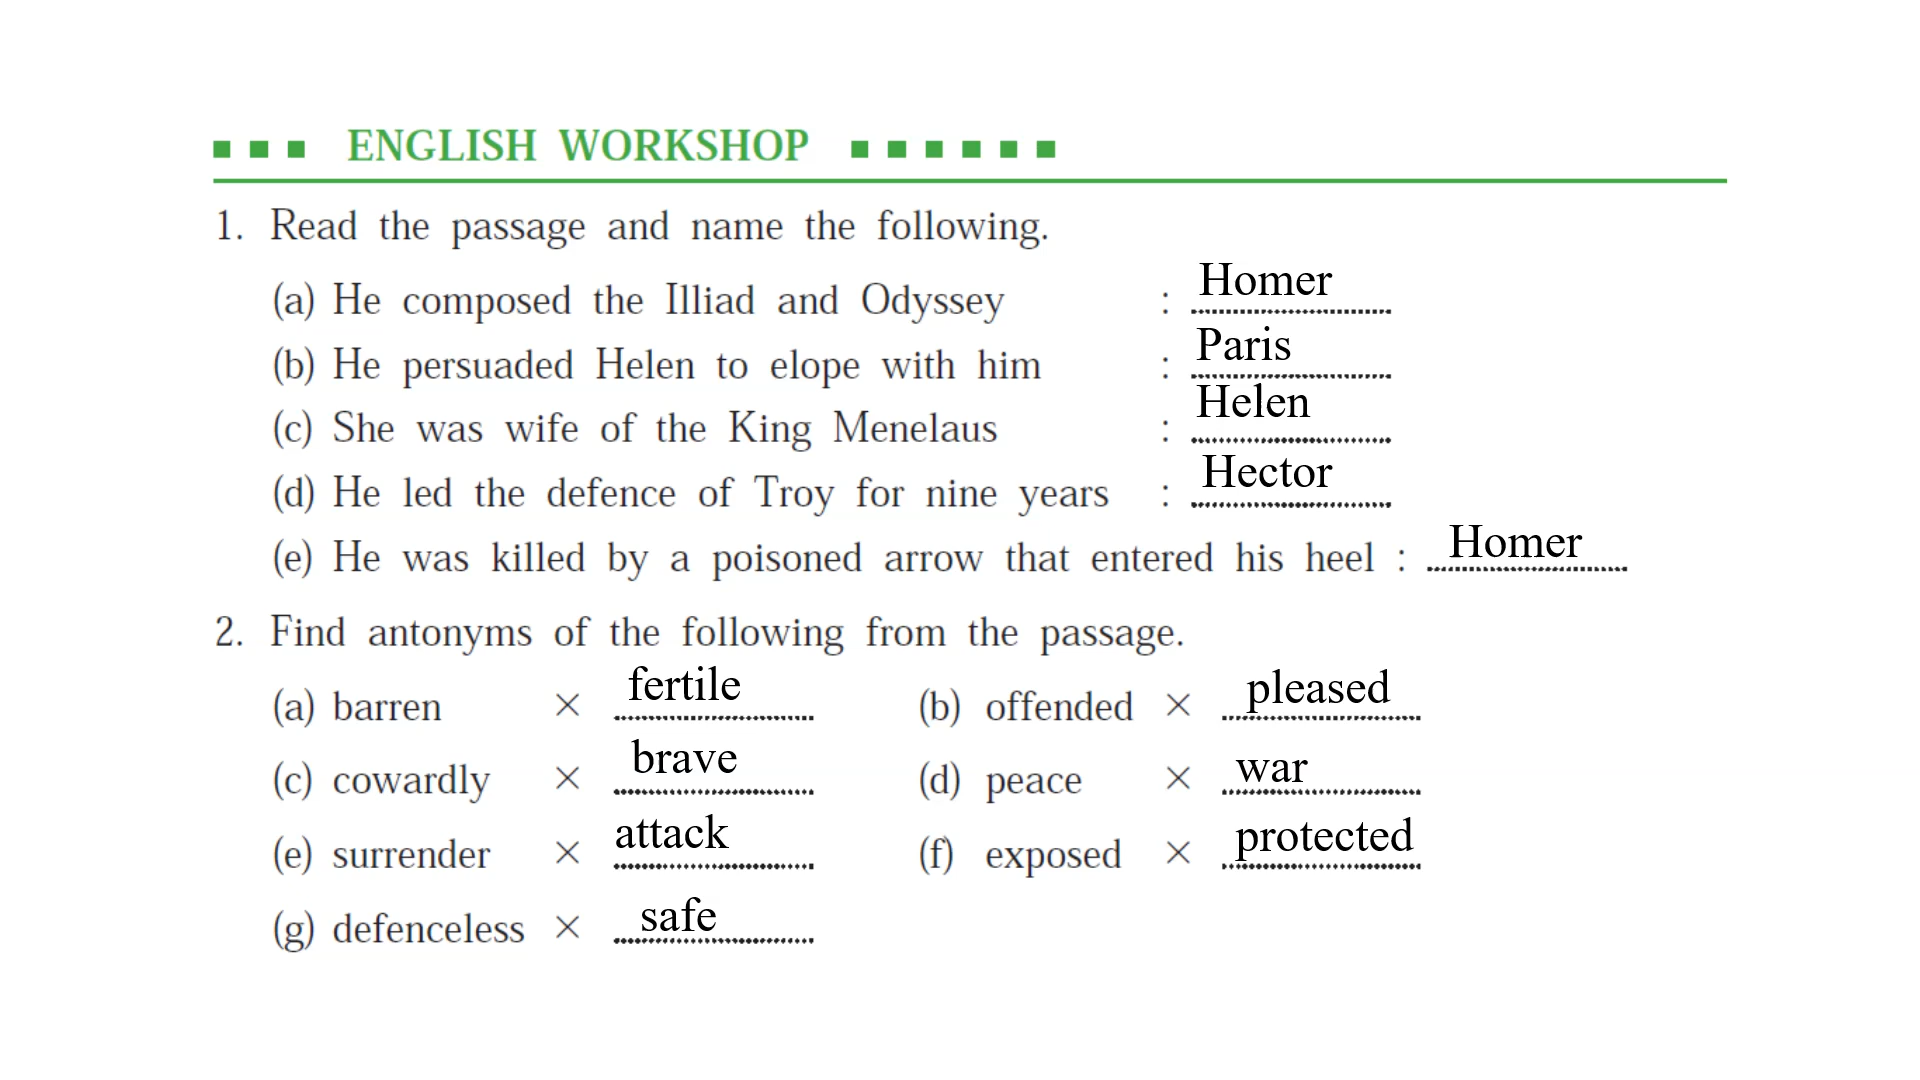 ENGLISH WORKSHOP
1. Read the passage and name the following.
(a) He composed the Illiad and Odyssey : Homer
(b) He persuaded Helen to elope with him : Paris
(c) She was wife of the King Menelaus : Helen
(d) He led the defence of Troy for nine years : Hector
(e) He was killed by a poisoned arrow that entered his heel : Homer
2. Find antonyms of the following from the passage.
(a) barren × fertile (b) offended × pleased
(c) cowardly × brave (d) peace × war
(e) surrender × attack (f) exposed × protected
(g) defenceless × safe